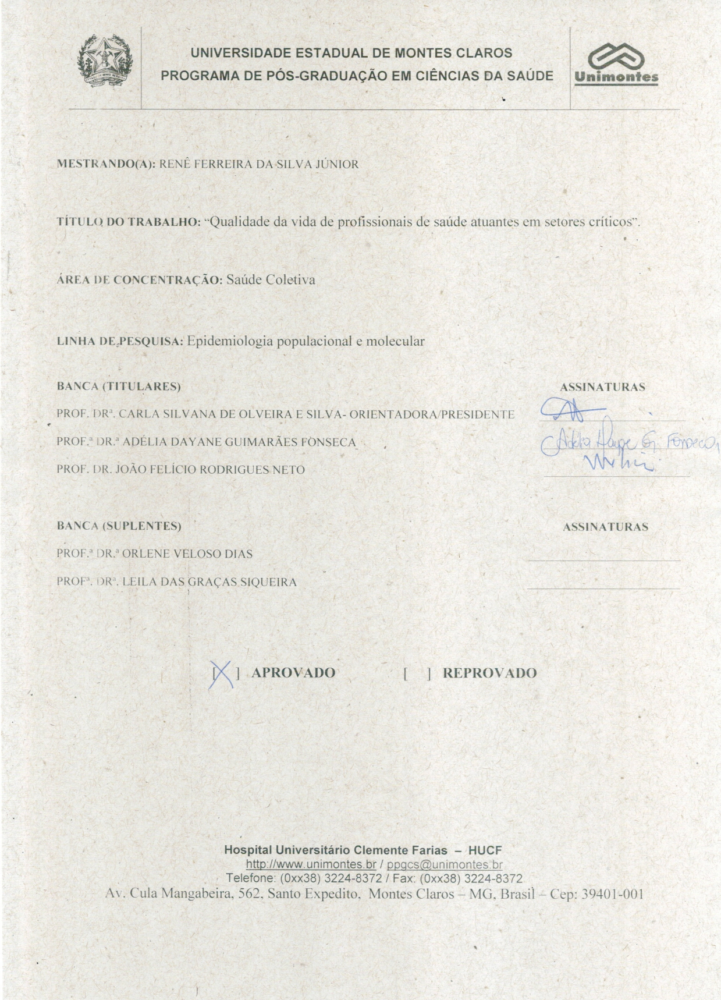 UNIVERSIDADE ESTADUAL DE MONTES CLAROS
PROGRAMA DE PÓS-GRADUAÇÃO EM CIÊNCIAS DA SAÚDE
Unimontes
MESTRANDO(A): RENÊ FERREIRA DA SILVA JÚNIOR
TÍTULO DO TRABALHO: “Qualidade da vida de profissionais de saúde atuantes em setores críticos”.
ÁREA DE CONCENTRAÇÃO: Saúde Coletiva
LINHA DE PESQUISA: Epidemiologia populacional e molecular
BANCA (TITULARES) ASSINATURAS
PROF. DRª. CARLA SILVANA DE OLVEIRA E SILVA- ORIENTADORA/PRESIDENTE
PROF.ª DR.ª ADÉLIA DAYANE GUIMARÃES FONSECA Adélia Dayane G. Fonseca
PROF. DR. JOÃO FELÍCIO RODRIGUES NETO
BANCA (SUPLENTES) ASSINATURAS
PROF.ª DR.ª ORLENE VELOSO DIAS
PROFª. DRª. LEILA DAS GRAÇAS SIQUEIRA
[X] APROVADO [ ] REPROVADO
Hospital Universitário Clemente Farias – HUCF
http://www.unimontes.br / ppgcs@unimontes.br
Telefone: (0xx38) 3224-8372 / Fax: (0xx38) 3224-8372
Av. Cula Mangabeira, 562, Santo Expedito, Montes Claros – MG, Brasil – Cep: 39401-001